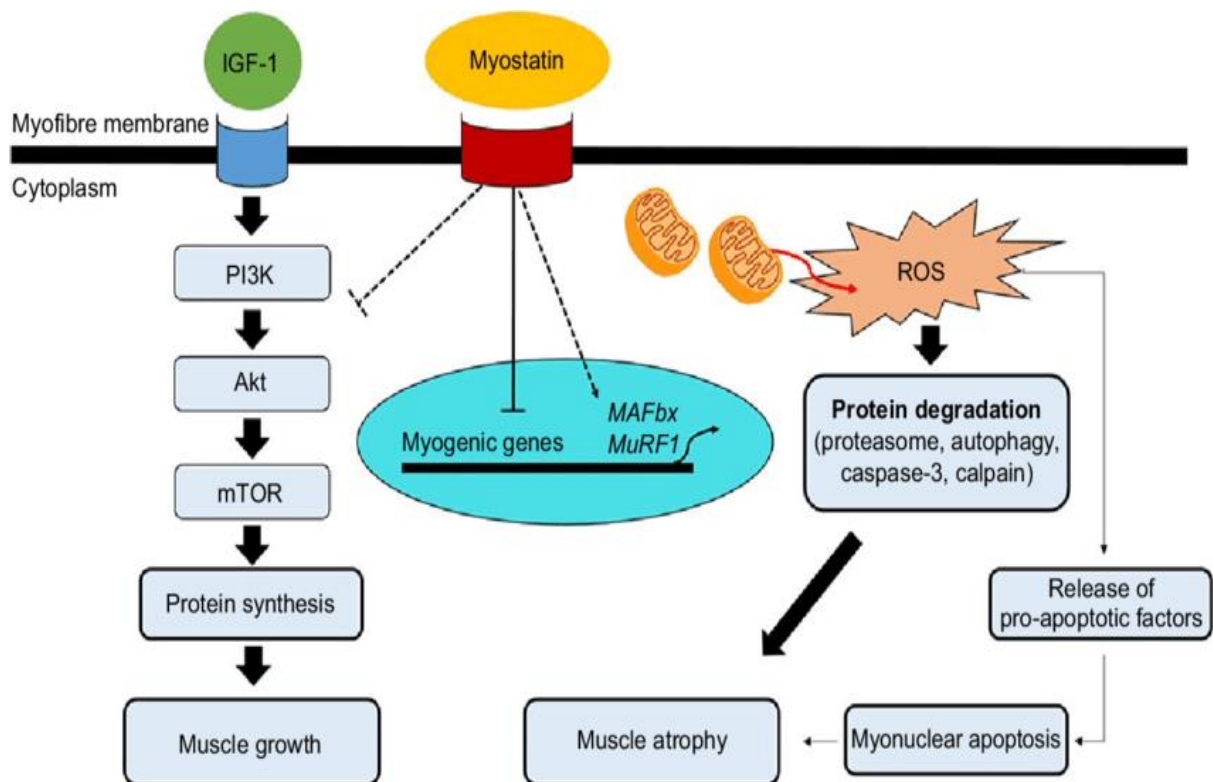 IGF-1
Myostatin
Myofibre membrane
Cytoplasm
PI3K
ROS
Akt
MAFbx
Myogenic genes
MuRF1
Protein degradation
(proteasome, autophagy,
caspase-3, calpain)
mTOR
Protein synthesis
Release of
pro-apoptotic factors
Muscle growth
Muscle atrophy
Myonuclear apoptosis